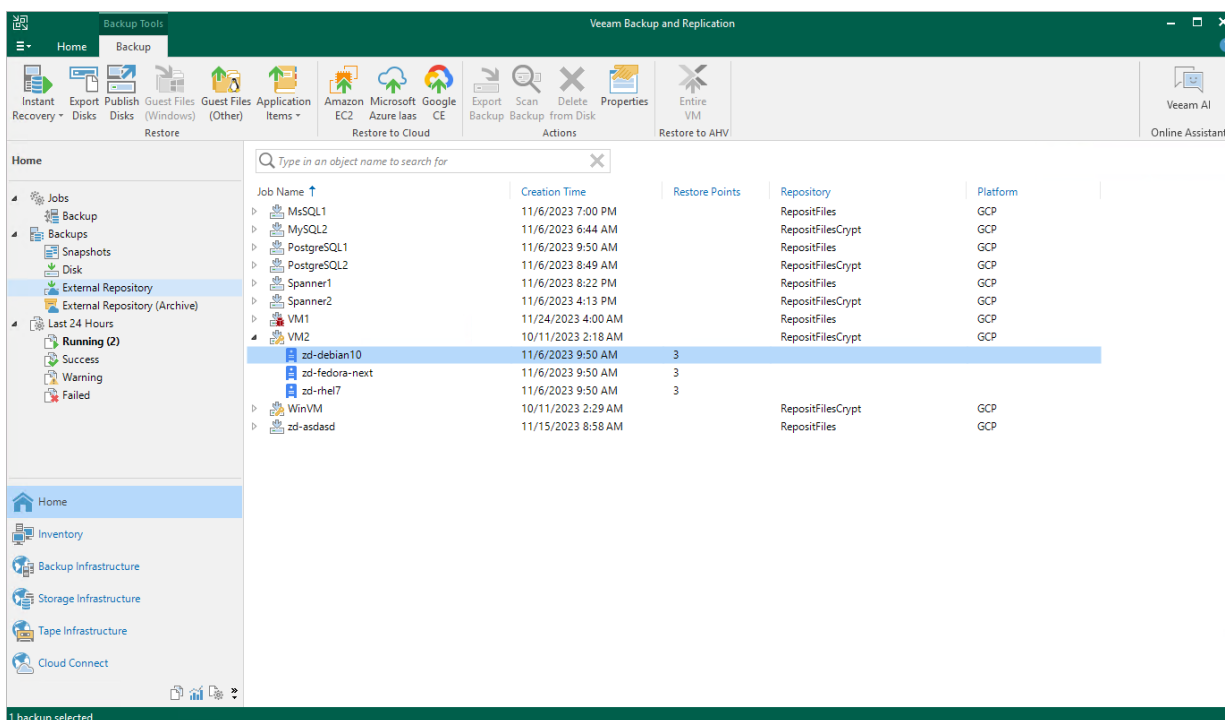 Backup Tools
Veeam Backup and Replication
Home Backup
Instant Recovery
Export Disks
Publish Disks
Guest Files (Windows)
Guest Files (Other)
Application Items
Amazon EC2
Microsoft Azure Iaas
Google CE
Export Backup
Scan Backup
Delete from Disk
Properties
Entire VM
Veeam AI
Restore
Restore to Cloud
Actions
Restore to AHV
Online Assistant
Home
Type in an object name to search for
Jobs
Backup
Backups
Snapshots
Disk
External Repository
External Repository (Archive)
Last 24 Hours
Running (2)
Success
Warning
Failed
Job Name Creation Time Restore Points Repository Platform
MsSQL1 11/6/2023 7:00 PM RepositFiles GCP
MySQL2 11/6/2023 6:44 AM RepositFilesCrypt GCP
PostgreSQL1 11/6/2023 9:50 AM RepositFiles GCP
PostgreSQL2 11/6/2023 8:49 AM RepositFilesCrypt GCP
Spanner1 11/6/2023 8:22 PM RepositFiles GCP
Spanner2 11/6/2023 4:13 PM RepositFilesCrypt GCP
VM1 11/24/2023 4:00 AM RepositFiles GCP
VM2 10/11/2023 2:18 AM RepositFilesCrypt GCP
zd-debian10 11/6/2023 9:50 AM 3
zd-fedora-next 11/6/2023 9:50 AM 3
zd-rhel7 11/6/2023 9:50 AM 3
WinVM 10/11/2023 2:29 AM RepositFilesCrypt GCP
zd-asdasd 11/15/2023 8:58 AM RepositFiles GCP
Home
Inventory
Backup Infrastructure
Storage Infrastructure
Tape Infrastructure
Cloud Connect
1 backup selected